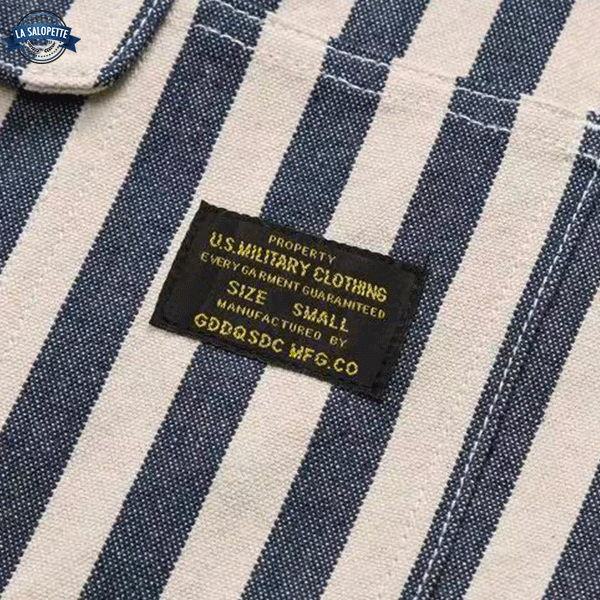 LA SALOPETTE
PROPERTY
U.S.MILITARY CLOTHING
EVERY GARMENT GUARANTEED
SIZE SMALL
MANUFACTURED BY
GDDQSDC MFG.CO